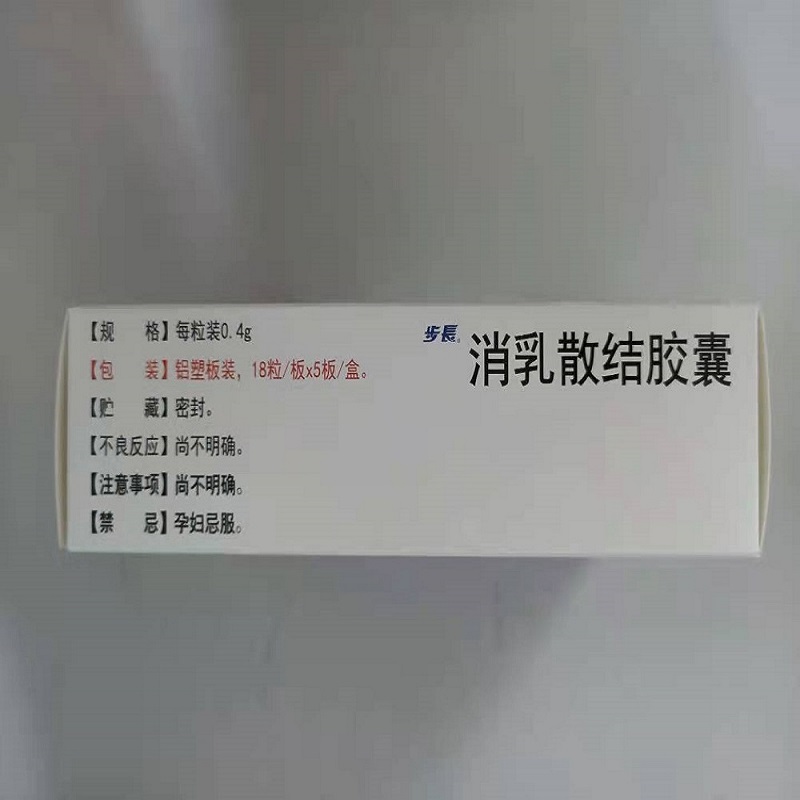 【规　　格】每粒装0.4g
【包　　装】铝塑板装，18粒/板x5板/盒。
【贮　　藏】密封。
【不良反应】尚不明确。
【注意事项】尚不明确。
【禁　　忌】孕妇忌服。
步長
消乳散结胶囊